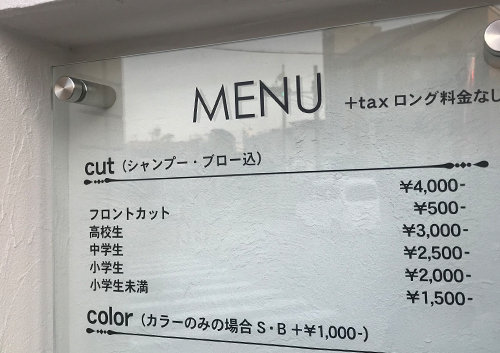 MENU +tax ロング料金なし
cut (シャンプー・ブロー込)
¥4,000-
フロントカット ¥500-
高校生 ¥3,000-
中学生 ¥2,500-
小学生 ¥2,000-
小学生未満 ¥1,500-
color (カラーのみの場合 S・B +¥1,000-)